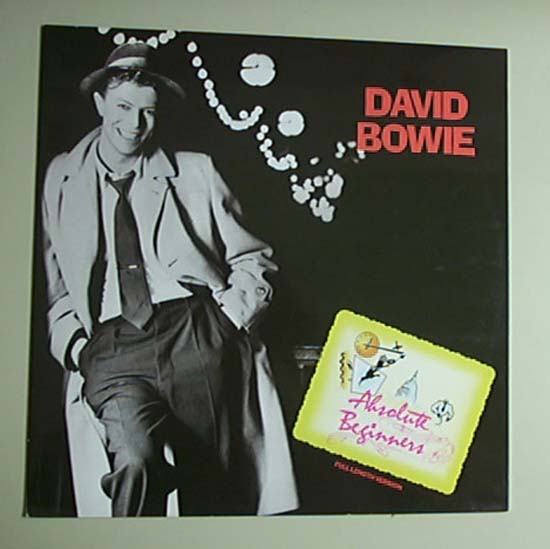 DAVID
BOWIE
Absolute
Beginners
FULL LENGTH VERSION